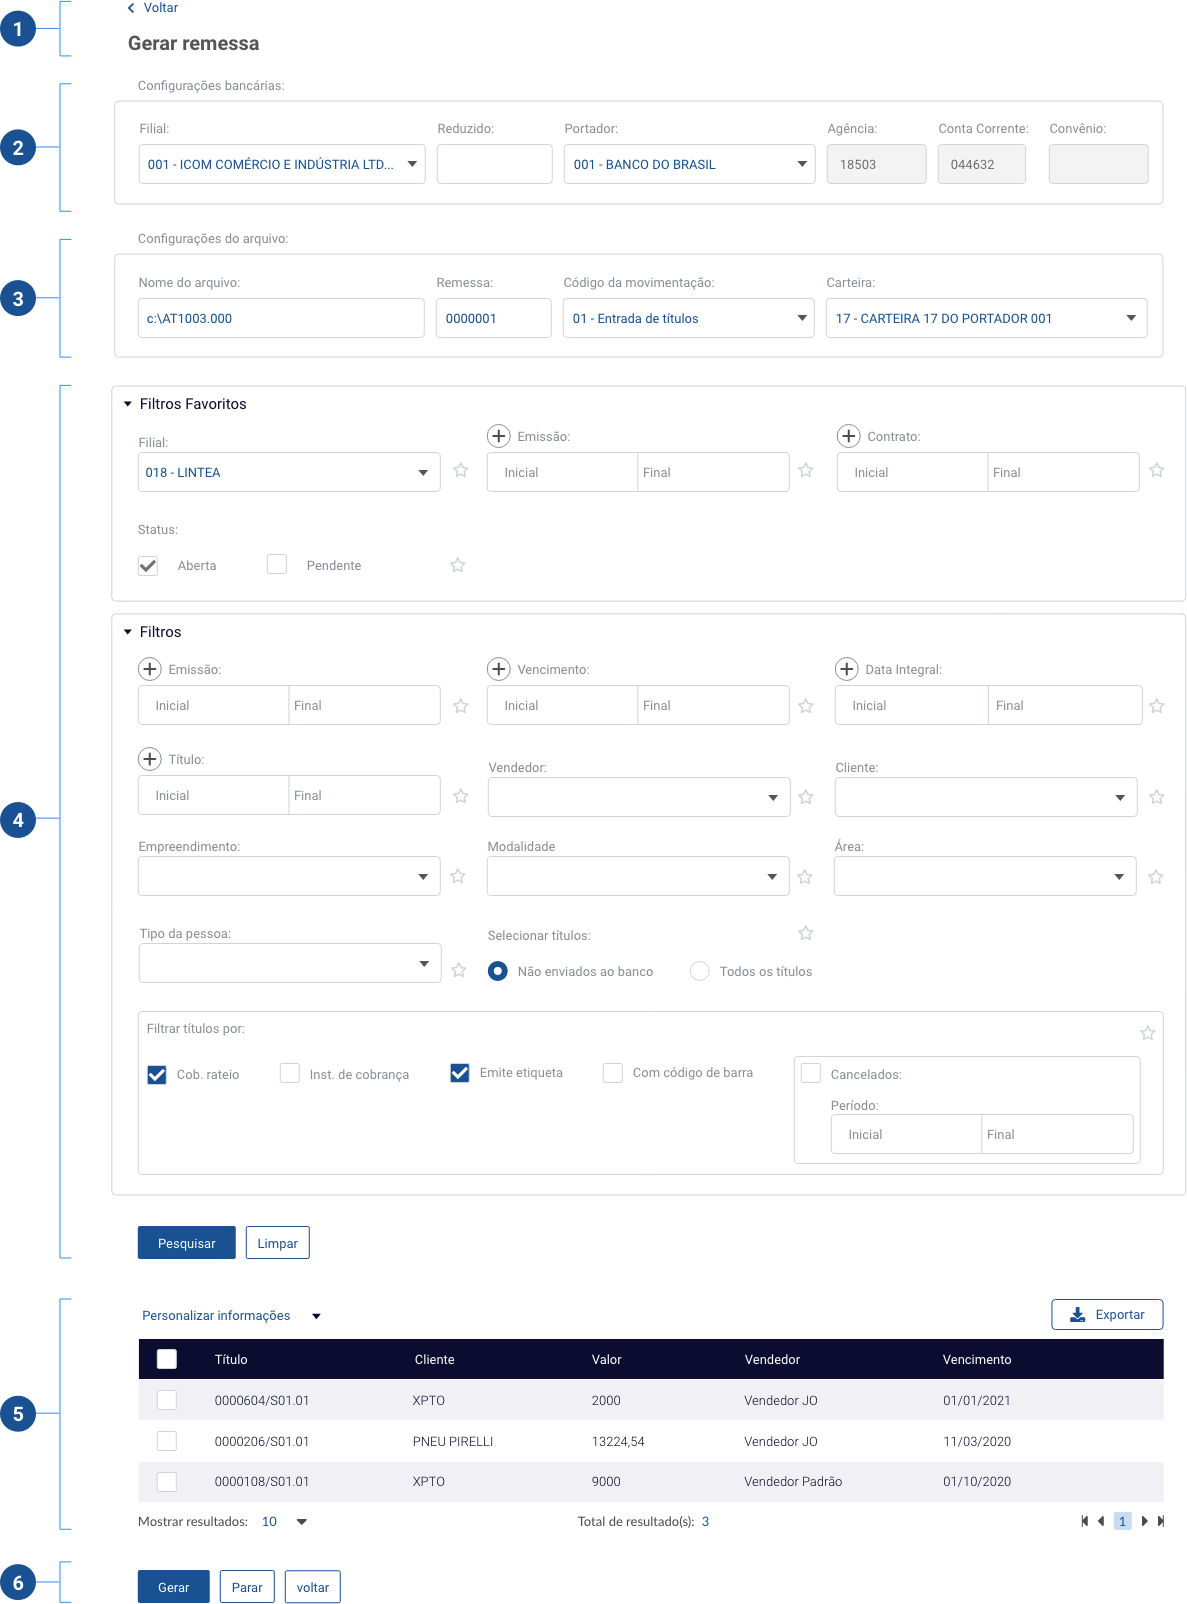 1
Voltar
Gerar remessa
2
Configurações bancárias:
Filial: Reduzido: Portador: Agência: Conta Corrente: Convênio:
001 - ICOM COMÉRCIO E INDÚSTRIA LTD... 001 - BANCO DO BRASIL 18503 044632
3
Configurações do arquivo:
Nome do arquivo: Remessa: Código da movimentação: Carteira:
c:\AT1003.000 0000001 01 - Entrada de títulos 17 - CARTEIRA 17 DO PORTADOR 001
4
Filtros Favoritos
Filial: Emissão: Contrato:
018 - LINTEA Inicial Final Inicial Final
Status:
Aberta Pendente
Filtros
Emissão: Vencimento: Data Integral:
Inicial Final Inicial Final Inicial Final
Título: Vendedor: Cliente:
Inicial Final
Empreendimento: Modalidade Área:
Tipo da pessoa: Selecionar títulos:
Não enviados ao banco Todos os títulos
Filtrar títulos por:
Cob. rateio Inst. de cobrança Emite etiqueta Com código de barra Cancelados:
Período:
Inicial Final
Pesquisar Limpar
5
Personalizar informações Exportar
Título Cliente Valor Vendedor Vencimento
0000604/S01.01 XPTO 2000 Vendedor JO 01/01/2021
0000206/S01.01 PNEU PIRELLI 13224,54 Vendedor JO 11/03/2020
0000108/S01.01 XPTO 9000 Vendedor Padrão 01/10/2020
Mostrar resultados: 10 Total de resultado(s): 3 1
6
Gerar Parar voltar